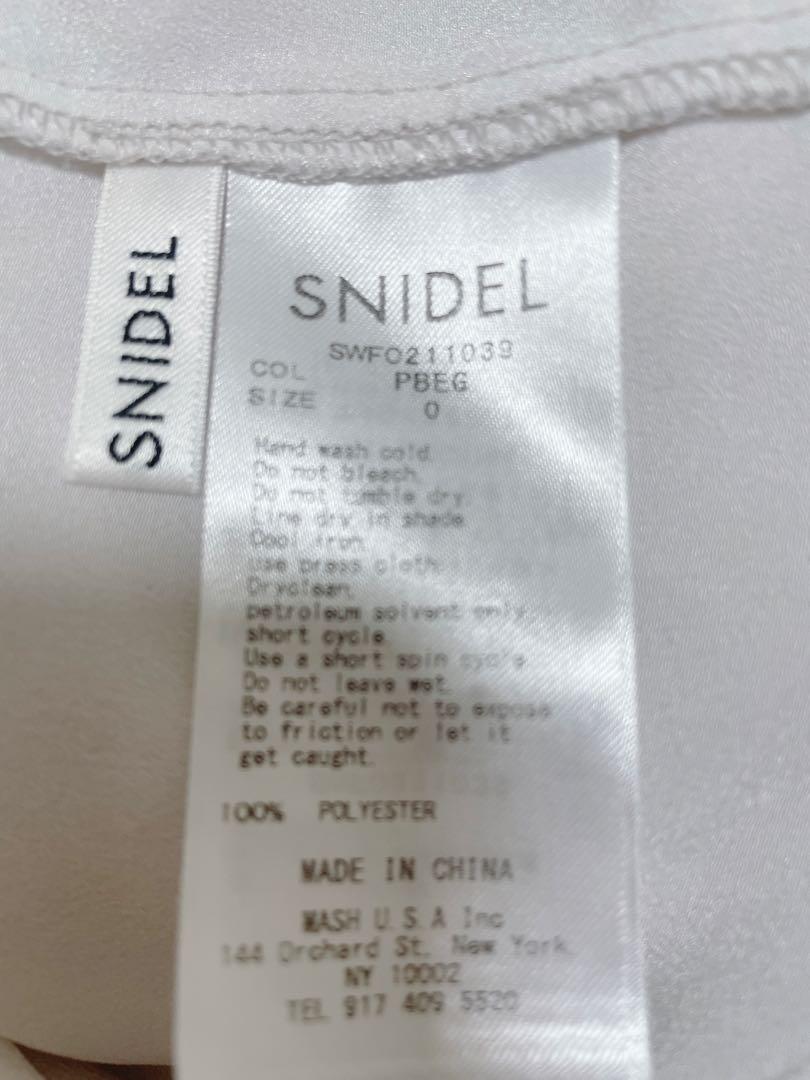 SNIDEL
SNIDEL
SWFO211039
COL PBEG
SIZE 0
Hand wash cold.
Do not bleach.
Do not tumble dry.
Line dry in shade
Cool iron.
use press cloth.
Dryclean,
petroleum solvent only,
short cycle.
Use a short spin cycle.
Do not leave wet.
Be careful not to expose
to friction or let it
get caught.
100% POLYESTER
MADE IN CHINA
MASH U.S.A Inc
144 Orchard St, New York,
NY 10002
TEL 917 409 5520